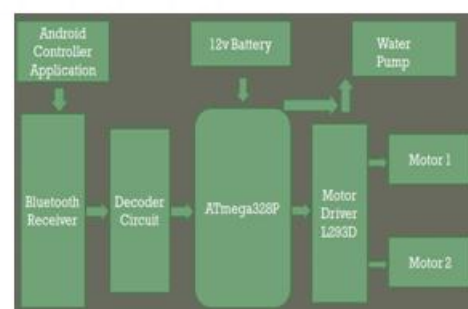 Android
Controller
Application
12v Battery
Water
Pump
Bluetooth
Receiver
Decoder
Circuit
ATmega328P
Motor
Driver
L293D
Motor 1
Motor 2